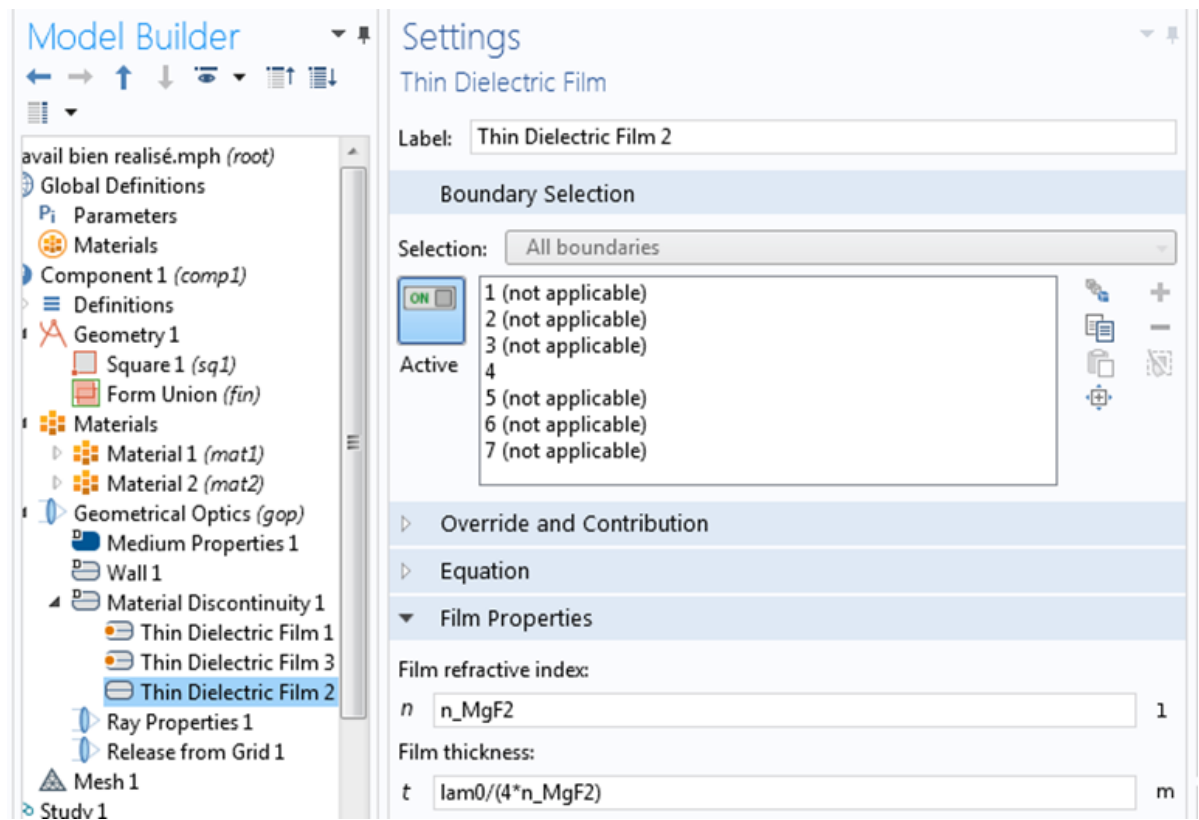 Model Builder
avail bien realisé.mph (root)
Global Definitions
Pi Parameters
Materials
Component 1 (comp1)
Definitions
Geometry 1
Square 1 (sq1)
Form Union (fin)
Materials
Material 1 (mat1)
Material 2 (mat2)
Geometrical Optics (gop)
D Medium Properties 1
D Wall 1
D Material Discontinuity 1
Thin Dielectric Film 1
Thin Dielectric Film 3
Thin Dielectric Film 2
Ray Properties 1
Release from Grid 1
Mesh 1
Study 1
Settings
Thin Dielectric Film
Label: Thin Dielectric Film 2
Boundary Selection
Selection: All boundaries
ON
Active
1 (not applicable)
2 (not applicable)
3 (not applicable)
4
5 (not applicable)
6 (not applicable)
7 (not applicable)
Override and Contribution
Equation
Film Properties
Film refractive index:
n n_MgF2 1
Film thickness:
t lam0/(4*n_MgF2) m